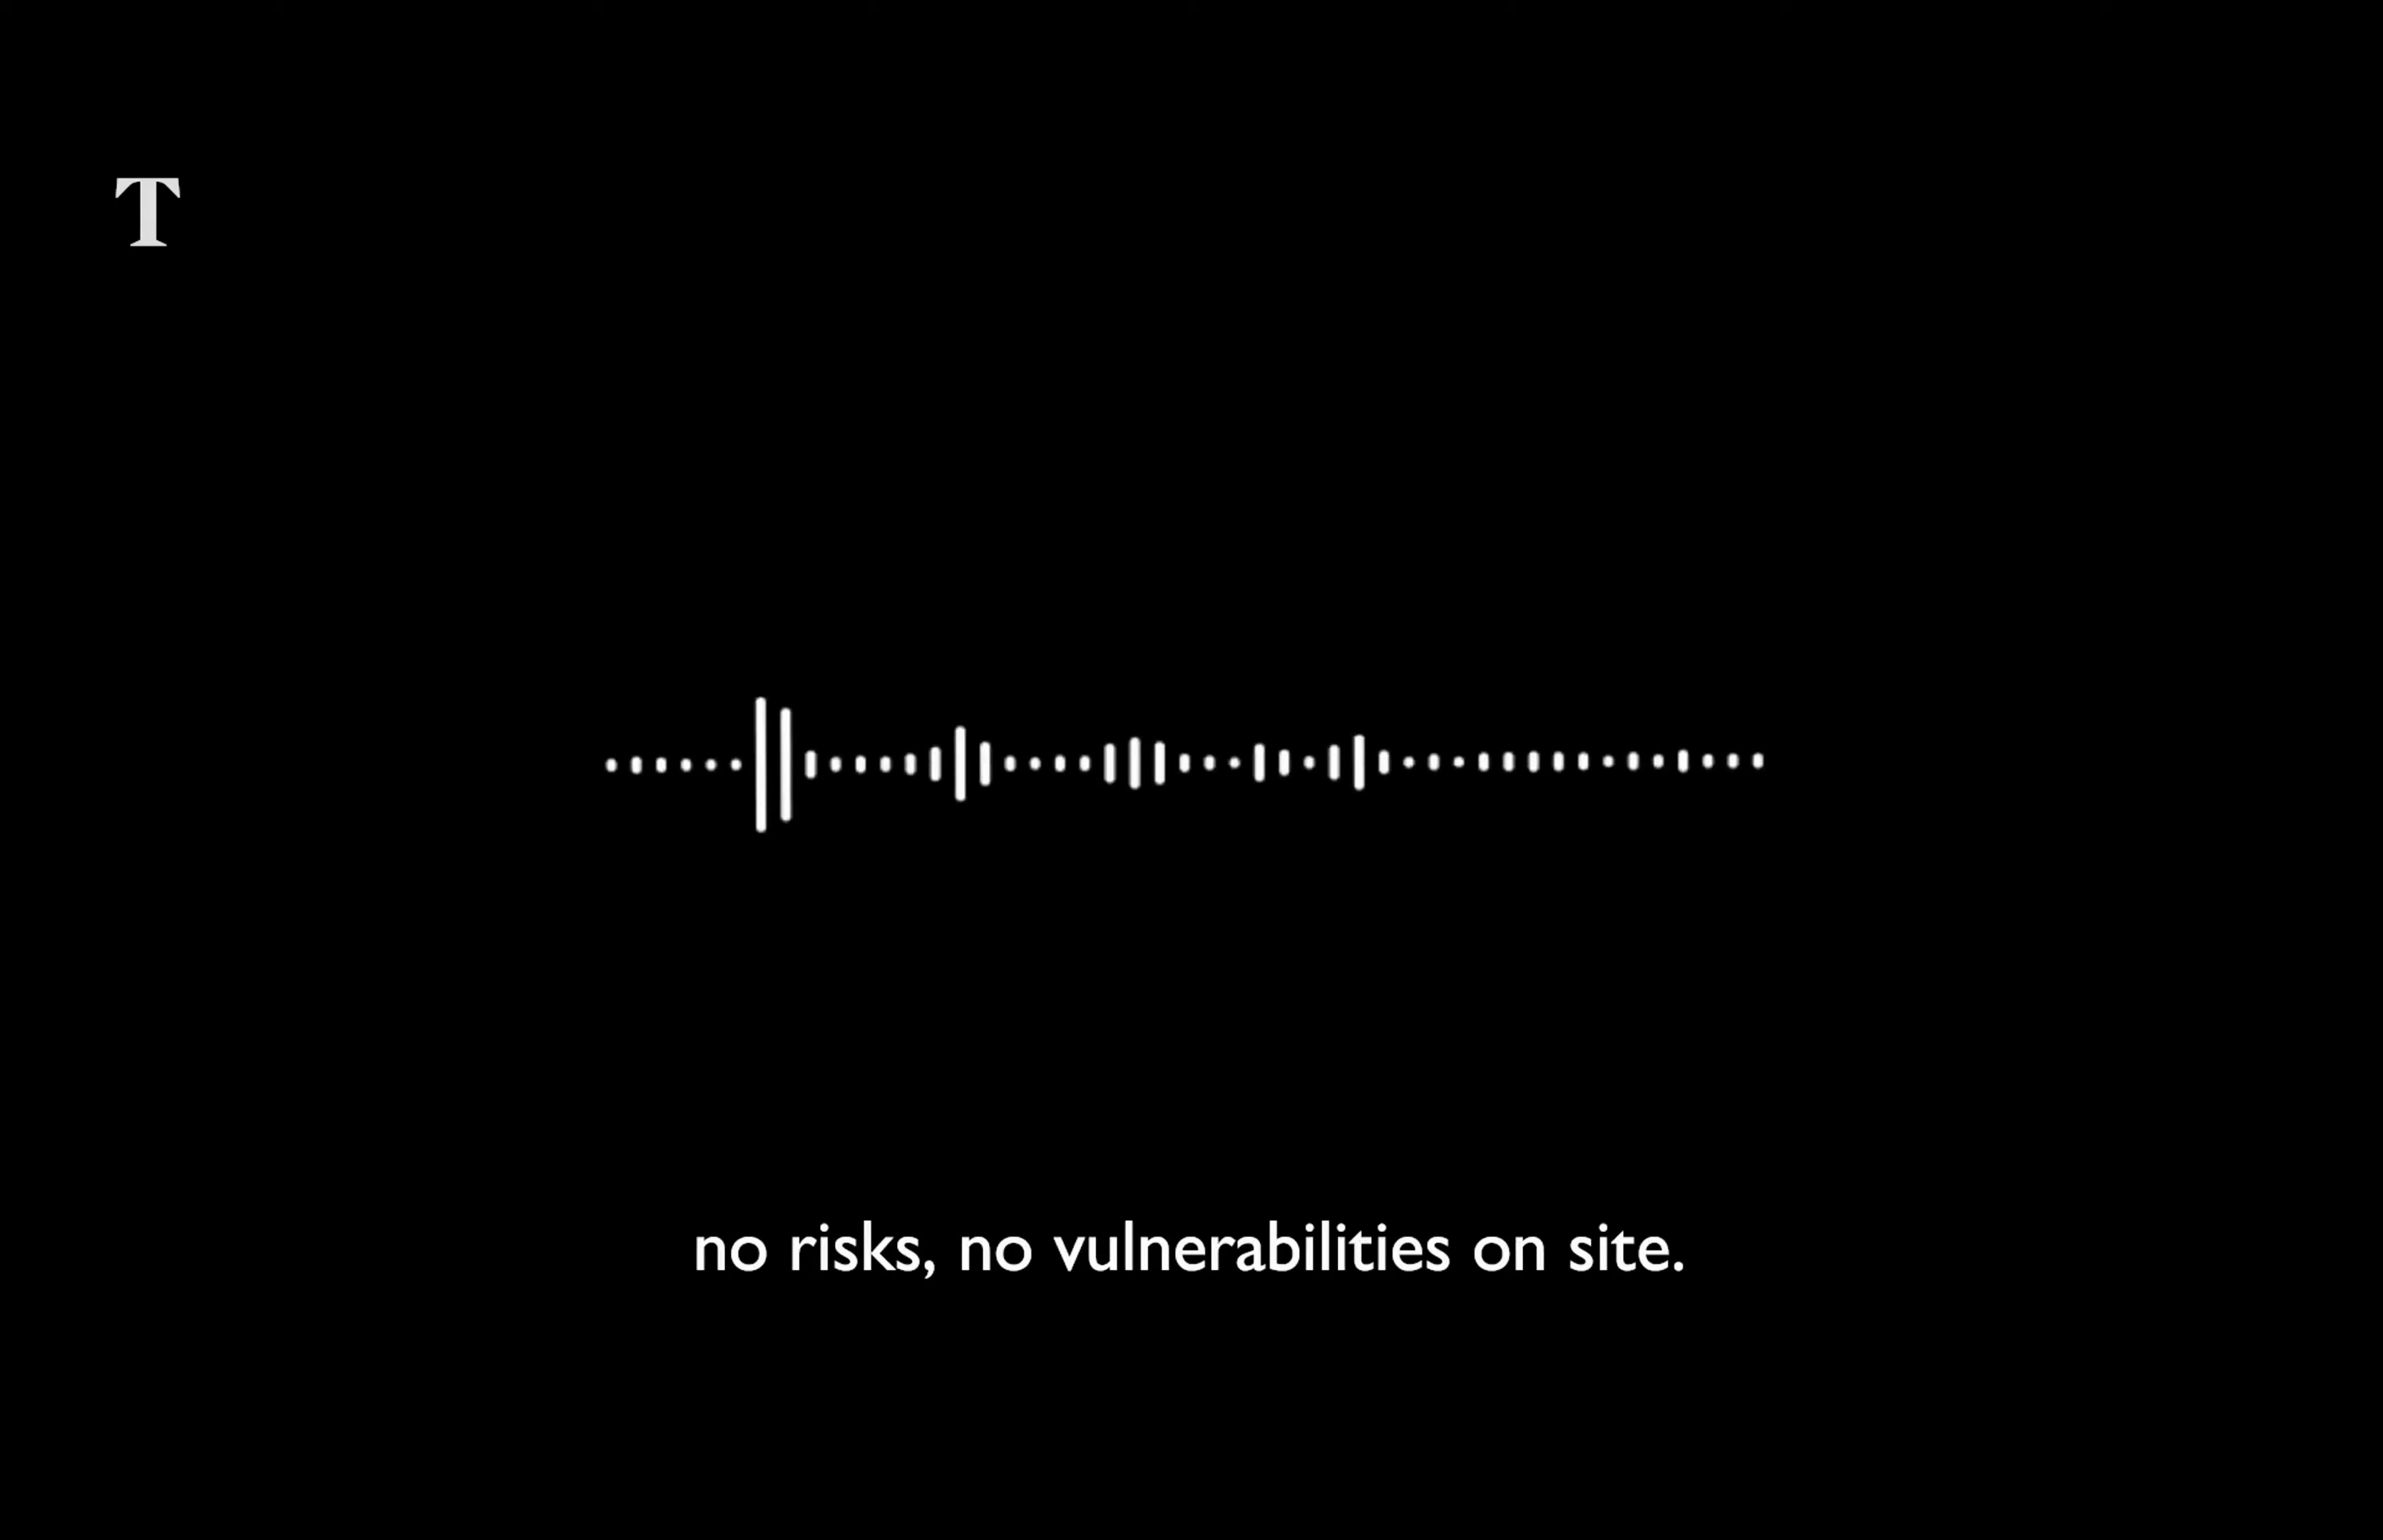 T
no risks, no vulnerabilities on site.